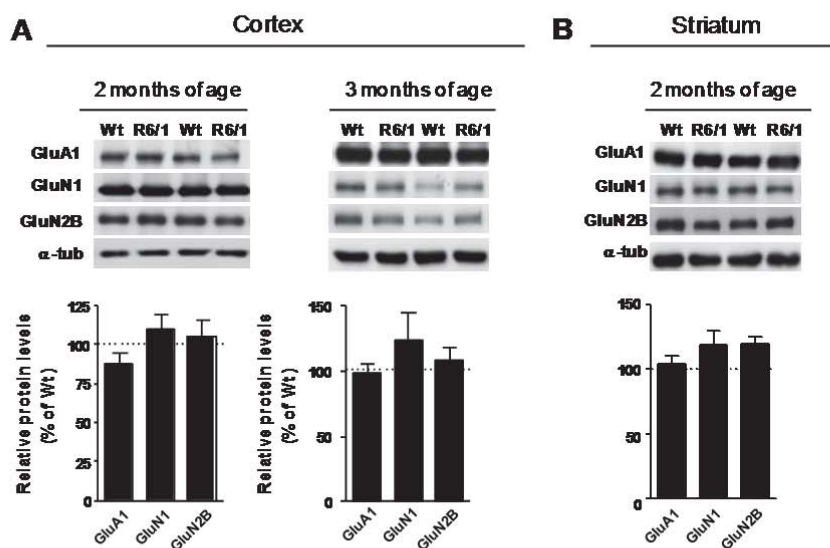 A Cortex
2 months of age
Wt R6/1 Wt R6/1
GluA1
GluN1
GluN2B
α-tub
Relative protein levels
(% of Wt)
125
100
75
50
25
0
GluA1 GluN1 GluN2B
3 months of age
Wt R6/1 Wt R6/1
Relative protein levels
(% of Wt)
150
100
50
0
GluA1 GluN1 GluN2B
B Striatum
2 months of age
Wt R6/1 Wt R6/1
GluA1
GluN1
GluN2B
α-tub
150
100
50
0
GluA1 GluN1 GluN2B